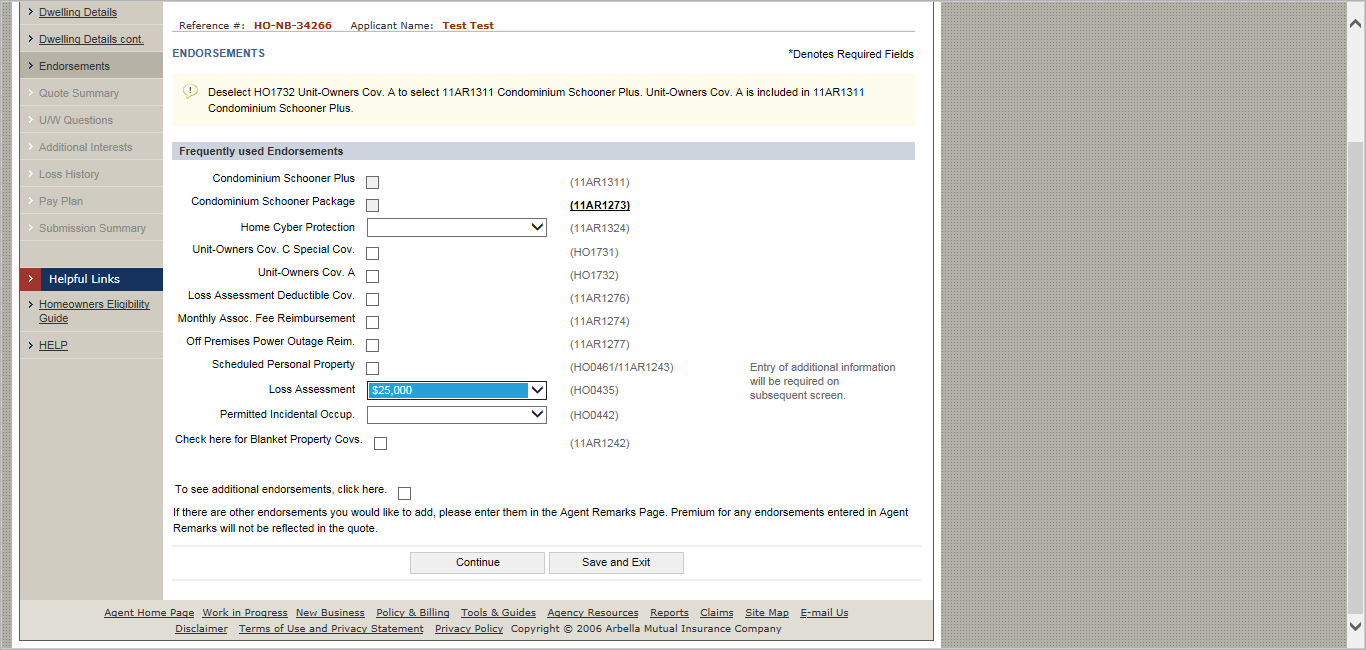 Dwelling Details
Dwelling Details cont.
Endorsements
Quote Summary
U/W Questions
Additional Interests
Loss History
Pay Plan
Submission Summary
Helpful Links
Homeowners Eligibility
Guide
HELP
Reference #: HO-NB-34266 Applicant Name: Test Test
ENDORSEMENTS
*Denotes Required Fields
Deselect HO1732 Unit-Owners Cov. A to select 11AR1311 Condominium Schooner Plus. Unit-Owners Cov. A is included in 11AR1311
Condominium Schooner Plus.
Frequently used Endorsements
Condominium Schooner Plus (11AR1311)
Condominium Schooner Package (11AR1273)
Home Cyber Protection (11AR1324)
Unit-Owners Cov. C Special Cov. (HO1731)
Unit-Owners Cov. A (HO1732)
Loss Assessment Deductible Cov. (11AR1276)
Monthly Assoc. Fee Reimbursement (11AR1274)
Off Premises Power Outage Reim. (11AR1277)
Scheduled Personal Property (HO0461/11AR1243) Entry of additional information
will be required on
subsequent screen.
Loss Assessment $25,000 (HO0435)
Permitted Incidental Occup. (HO0442)
Check here for Blanket Property Covs. (11AR1242)
To see additional endorsements, click here.
If there are other endorsements you would like to add, please enter them in the Agent Remarks Page. Premium for any endorsements entered in Agent
Remarks will not be reflected in the quote.
Continue Save and Exit
Agent Home Page Work in Progress New Business Policy & Billing Tools & Guides Agency Resources Reports Claims Site Map E-mail Us
Disclaimer Terms of Use and Privacy Statement Privacy Policy Copyright © 2006 Arbella Mutual Insurance Company